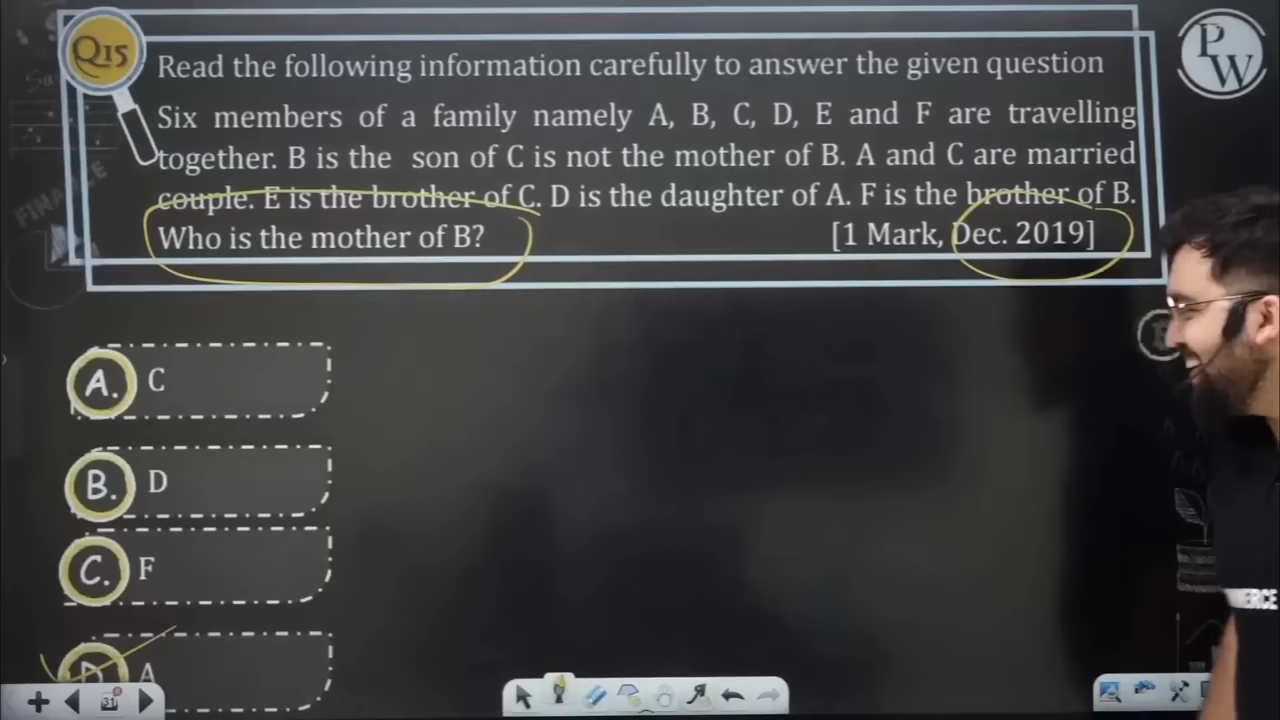 Q15
Read the following information carefully to answer the given question
Six members of a family namely A, B, C, D, E and F are travelling
together. B is the son of C is not the mother of B. A and C are married
couple. E is the brother of C. D is the daughter of A. F is the brother of B.
Who is the mother of B?
[1 Mark, Dec. 2019]
PW
A. C
B. D
C. F
D. A
FINANCE
31